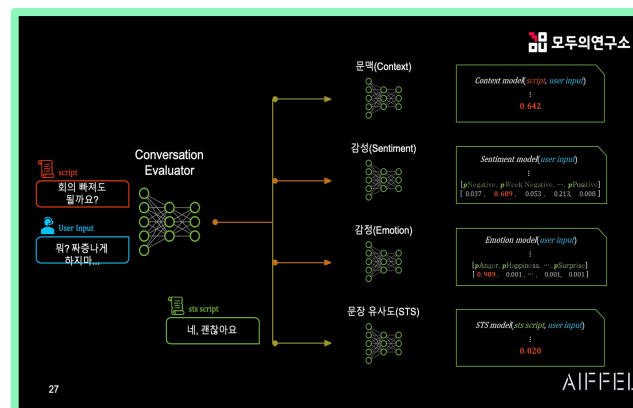 모두의연구소
문맥(Context)
Context model(script, user input)
⋮
0.642
Conversation
Evaluator
script
회의 빠져도
될까요?
User Input
뭐? 짜증나게
하지마...
감성(Sentiment)
Sentiment model(user input)
⋮
[pNegative, pWeek Negative, ⋯, pPositive]
[ 0.037 , 0.689 , 0.053 , 0.213, 0.008 ]
감정(Emotion)
Emotion model(user input)
⋮
[pAnger, pHappiness, ⋯, pSurprise]
[ 0.989 , 0.001 , ⋯ , 0.001, 0.001 ]
sts script
네, 괜찮아요
문장 유사도(STS)
STS model(sts script, user input)
⋮
0.020
27
AIFFEL